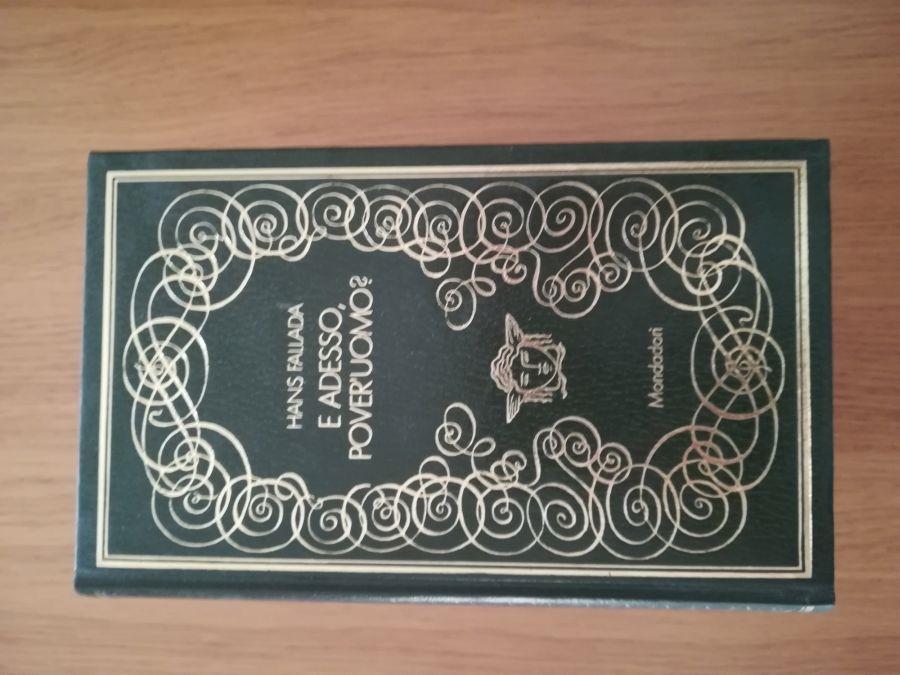 HANS FALLADA
E ADESSO,
POVER'UOMO?
Mondadori